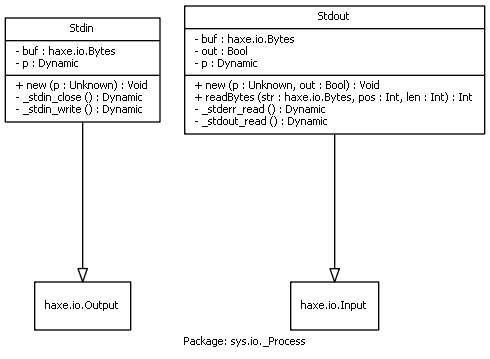 Stdin
- buf : haxe.io.Bytes
- p : Dynamic
+ new (p : Unknown) : Void
- _stdin_close () : Dynamic
- _stdin_write () : Dynamic
Stdout
- buf : haxe.io.Bytes
- out : Bool
- p : Dynamic
+ new (p : Unknown, out : Bool) : Void
+ readBytes (str : haxe.io.Bytes, pos : Int, len : Int) : Int
- _stderr_read () : Dynamic
- _stdout_read () : Dynamic
haxe.io.Output
haxe.io.Input
Package: sys.io._Process